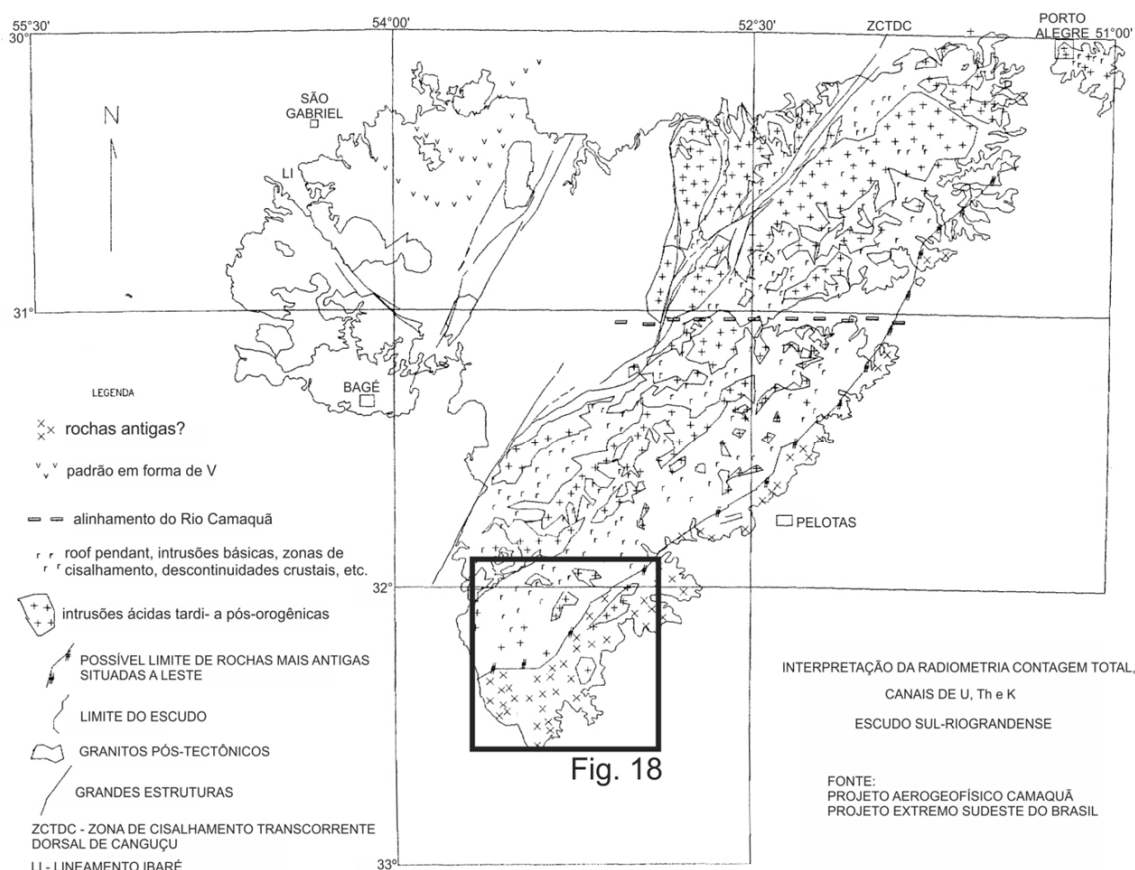 55°30'
54°00'
52°30'
PORTO
ALEGRE 51°00'
30°
ZCTDC
SÃO
GABRIEL
N
LI
31°
BAGÉ
LEGENDA
rochas antigas?
padrão em forma de V
alinhamento do Rio Camaquã
roof pendant, intrusões básicas, zonas de
cisalhamento, descontinuidades crustais, etc.
intrusões ácidas tardi- a pós-orogênicas
POSSÍVEL LIMITE DE ROCHAS MAIS ANTIGAS
SITUADAS A LESTE
LIMITE DO ESCUDO
GRANITOS PÓS-TECTÔNICOS
GRANDES ESTRUTURAS
ZCTDC - ZONA DE CISALHAMENTO TRANSCORRENTE
DORSAL DE CANGUÇU
LI - LINEAMENTO IBARÉ
PELOTAS
32°
Fig. 18
33°
INTERPRETAÇÃO DA RADIOMETRIA CONTAGEM TOTAL,
CANAIS DE U, Th e K
ESCUDO SUL-RIOGRANDENSE
FONTE:
PROJETO AEROGEOFÍSICO CAMAQUÃ
PROJETO EXTREMO SUDESTE DO BRASIL